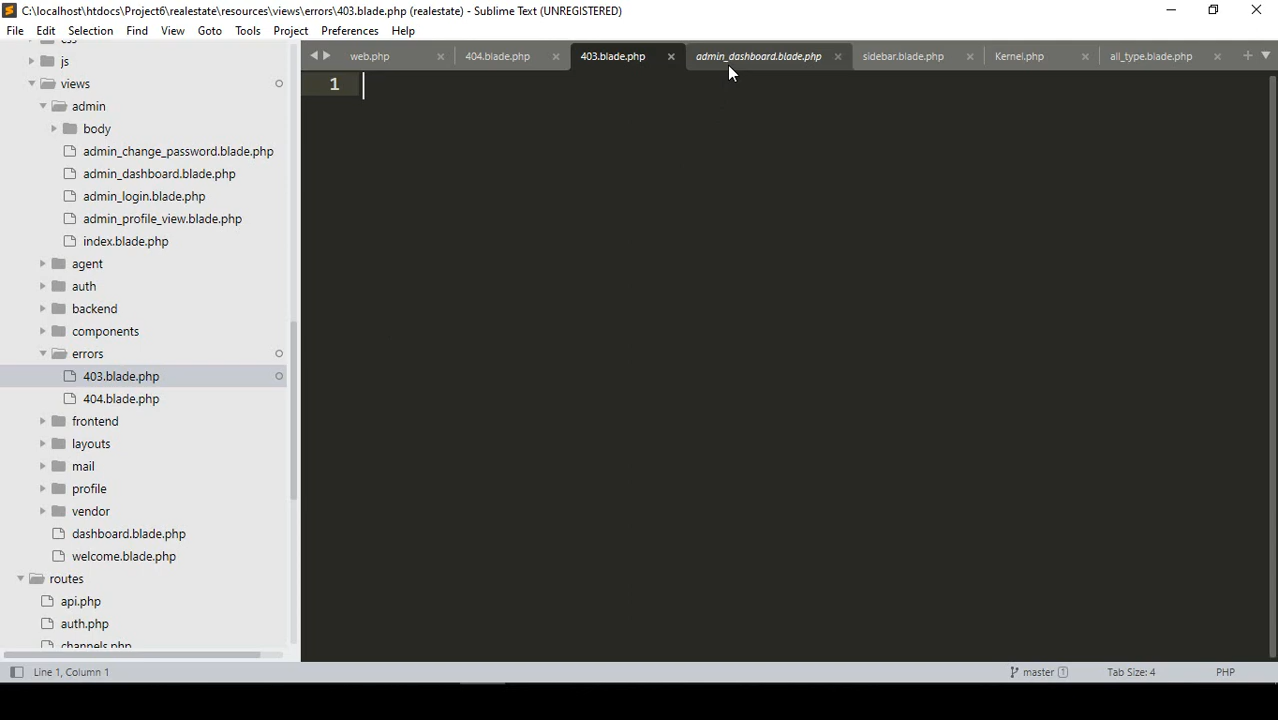 C:\localhost\htdocs\Project6\realestate\resources\views\errors\403.blade.php (realestate) - Sublime Text (UNREGISTERED)
File Edit Selection Find View Goto Tools Project Preferences Help
web.php 404.blade.php 403.blade.php admin_dashboard.blade.php sidebar.blade.php Kernel.php all_type.blade.php
1
css
js
views
admin
body
admin_change_password.blade.php
admin_dashboard.blade.php
admin_login.blade.php
admin_profile_view.blade.php
index.blade.php
agent
auth
backend
components
errors
403.blade.php
404.blade.php
frontend
layouts
mail
profile
vendor
dashboard.blade.php
welcome.blade.php
routes
api.php
auth.php
channels.php
Line 1, Column 1 master 1 Tab Size: 4 PHP